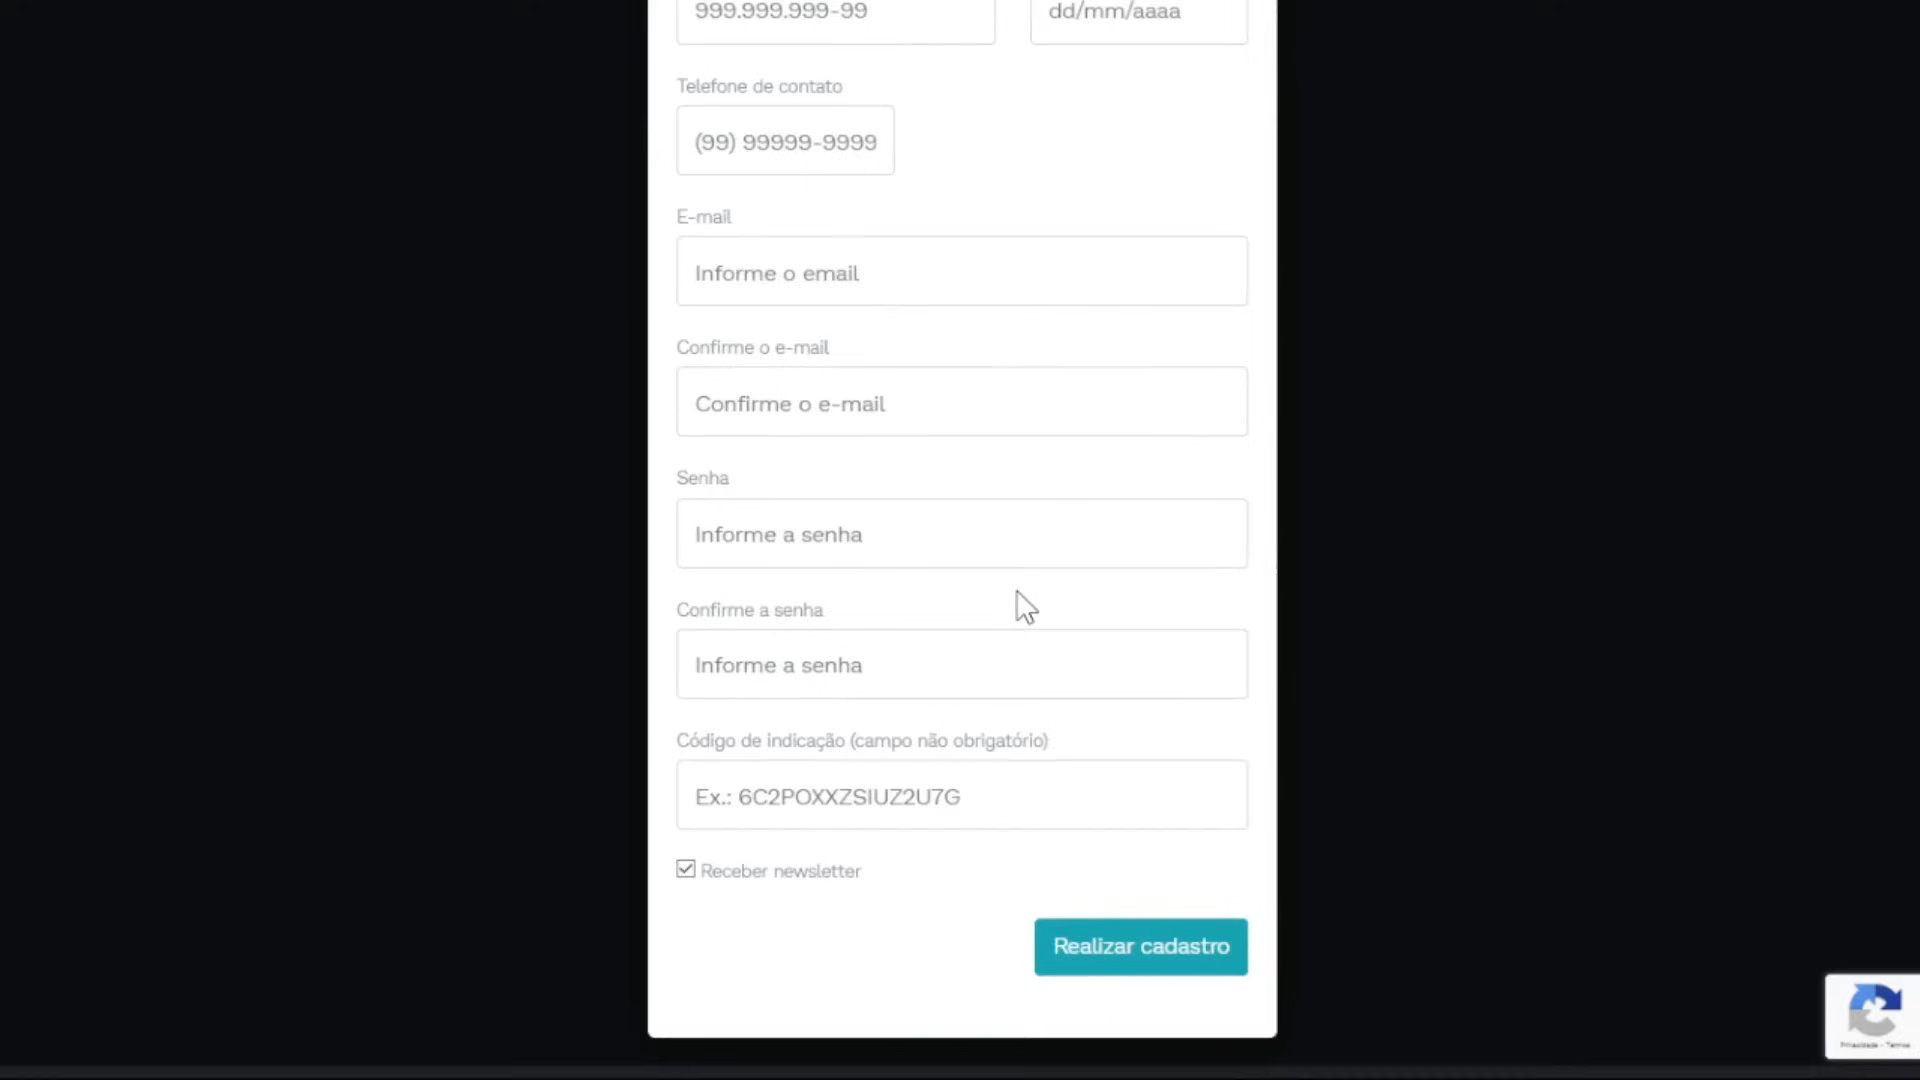 999.999.999-99
dd/mm/aaaa
Telefone de contato
(99) 99999-9999
E-mail
Informe o email
Confirme o e-mail
Confirme o e-mail
Senha
Informe a senha
Confirme a senha
Informe a senha
Código de indicação (campo não obrigatório)
Ex.: 6C2POXXZSIUZ2U7G
Receber newsletter
Realizar cadastro
Privacidade - Termos